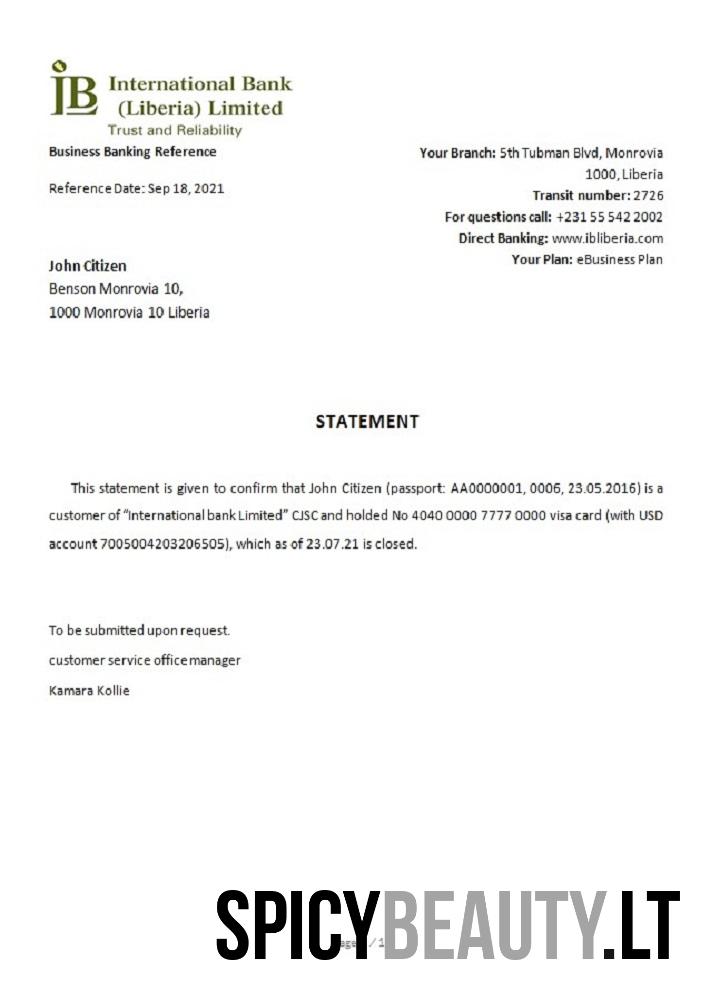 IB International Bank
(Liberia) Limited
Trust and Reliability
Business Banking Reference
Reference Date: Sep 18, 2021
Your Branch: 5th Tubman Blvd, Monrovia
1000, Liberia
Transit number: 2726
For questions call: +231 55 542 2002
Direct Banking: www.ibliberia.com
Your Plan: eBusiness Plan
John Citizen
Benson Monrovia 10,
1000 Monrovia 10 Liberia
STATEMENT
This statement is given to confirm that John Citizen (passport: AA0000001, 0006, 23.05.2016) is a
customer of “International bank Limited” CJSC and holded No 4040 0000 7777 0000 visa card (with USD
account 7005004203206505), which as of 23.07.21 is closed.
To be submitted upon request.
customer service office manager
Kamara Kollie
SPICYBEAUTY.LT
/ 1